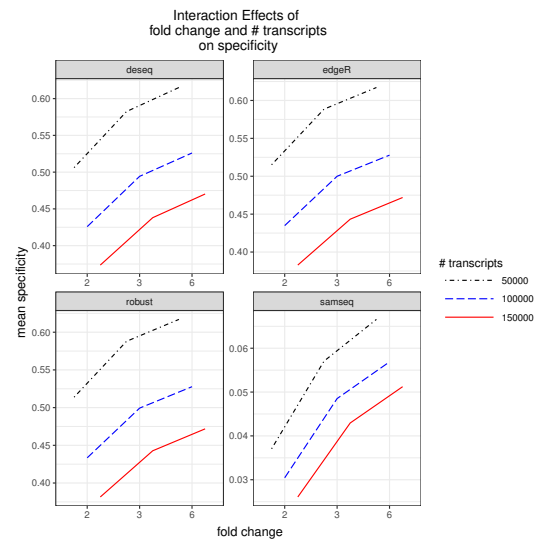 Interaction Effects of
fold change and # transcripts
on specificity
deseq
edgeR
0.60
0.55
0.50
0.45
0.40
0.60
0.55
0.50
0.45
0.40
2 3 6
2 3 6
robust
samseq
0.60
0.55
0.50
0.45
0.40
0.06
0.05
0.04
0.03
2 3 6
2 3 6
mean specificity
fold change
# transcripts
50000
100000
150000